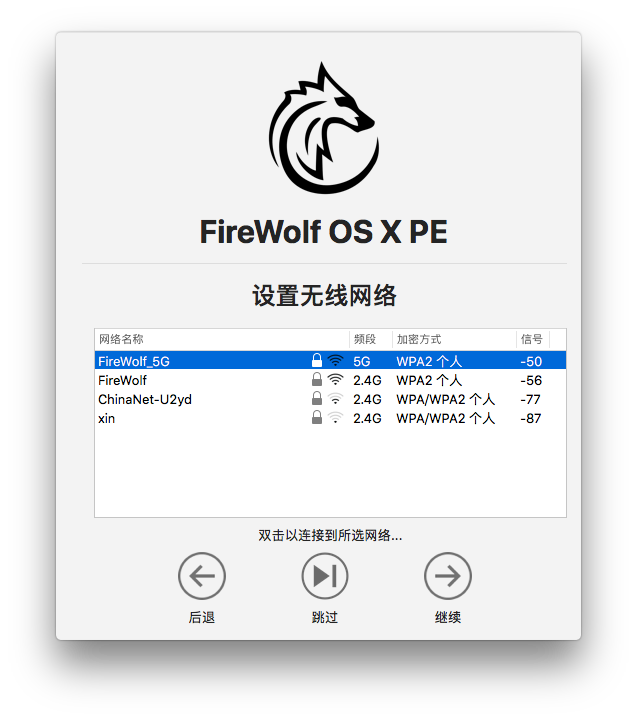 FireWolf OS X PE
设置无线网络
网络名称 频段 加密方式 信号
FireWolf_5G 5G WPA2 个人 -50
FireWolf 2.4G WPA2 个人 -56
ChinaNet-U2yd 2.4G WPA/WPA2 个人 -77
xin 2.4G WPA/WPA2 个人 -87
双击以连接到所选网络...
后退 跳过 继续